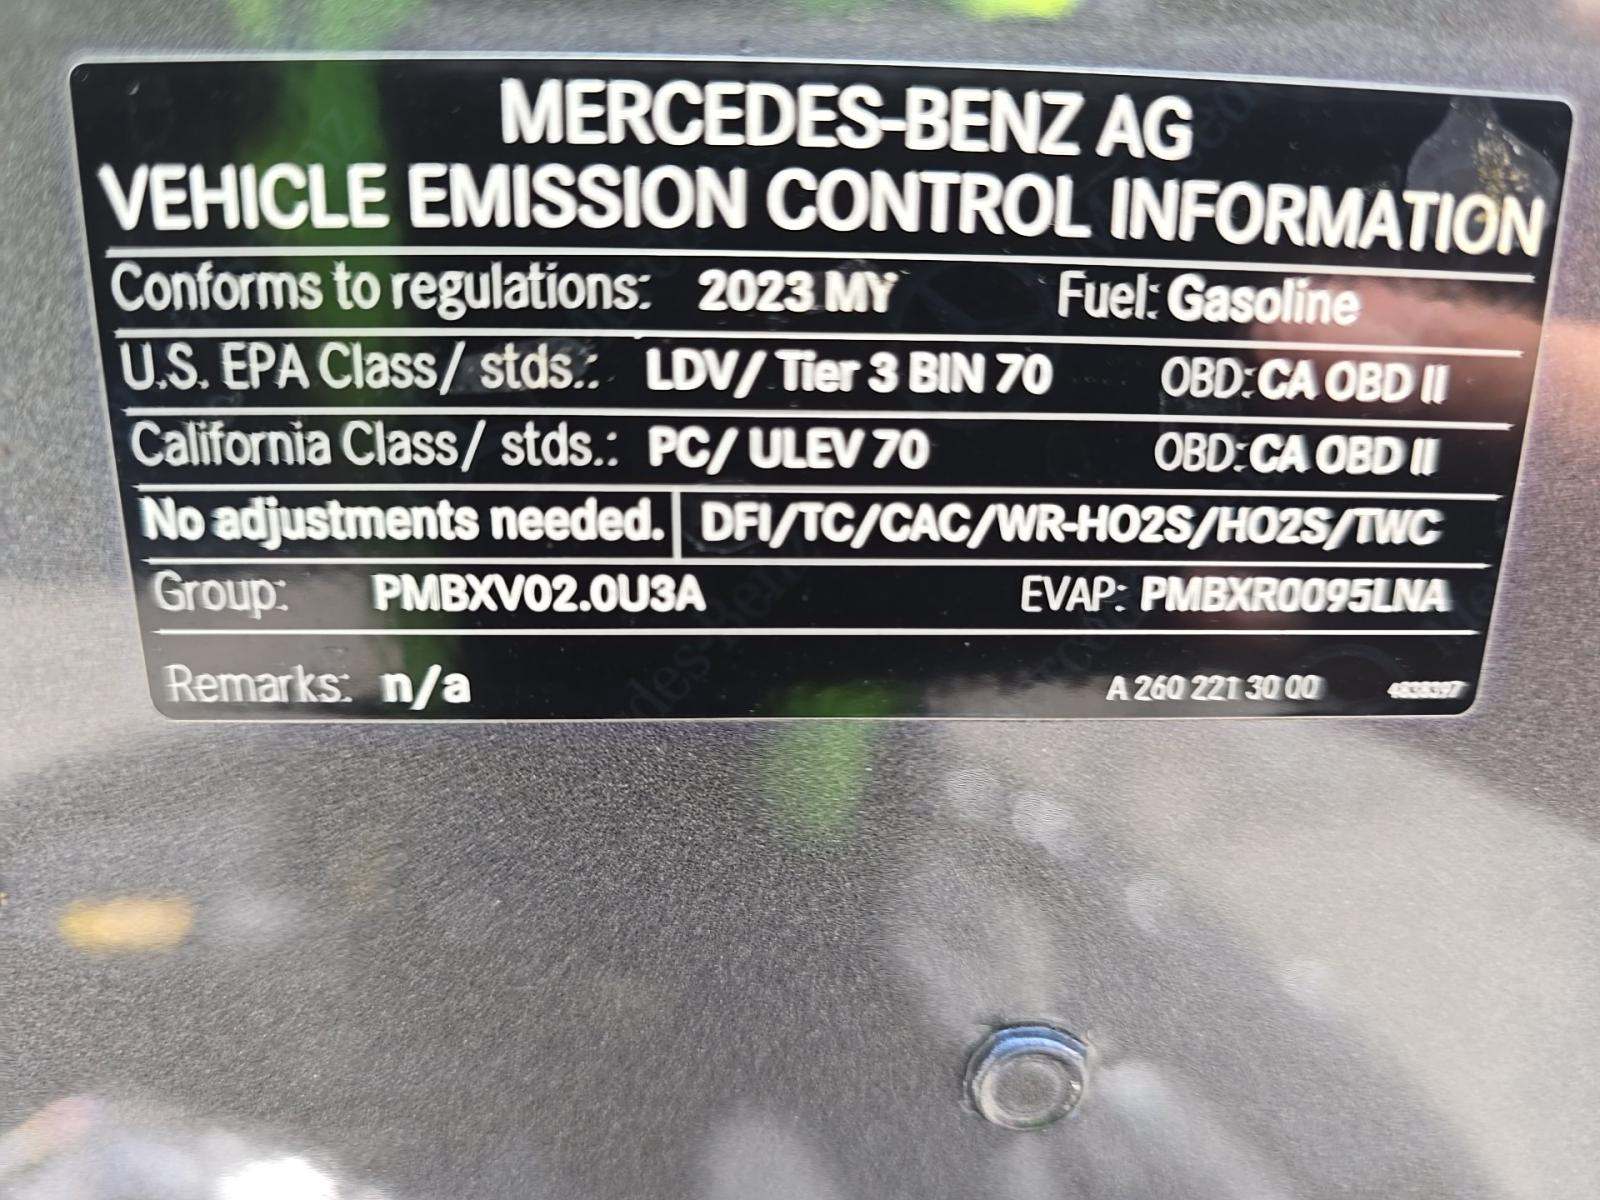 MERCEDES-BENZ AG
VEHICLE EMISSION CONTROL INFORMATION
Conforms to regulations: 2023 MY Fuel: Gasoline
U.S. EPA Class/ stds.: LDV/ Tier 3 BIN 70 OBD: CA OBD II
California Class/ stds.: PC/ ULEV 70 OBD: CA OBD II
No adjustments needed. DFI/TC/CAC/WR-HO2S/HO2S/TWC
Group: PMBXV02.0U3A EVAP: PMBXR0095LNA
Remarks: n/a A 260 221 30 00 4838397